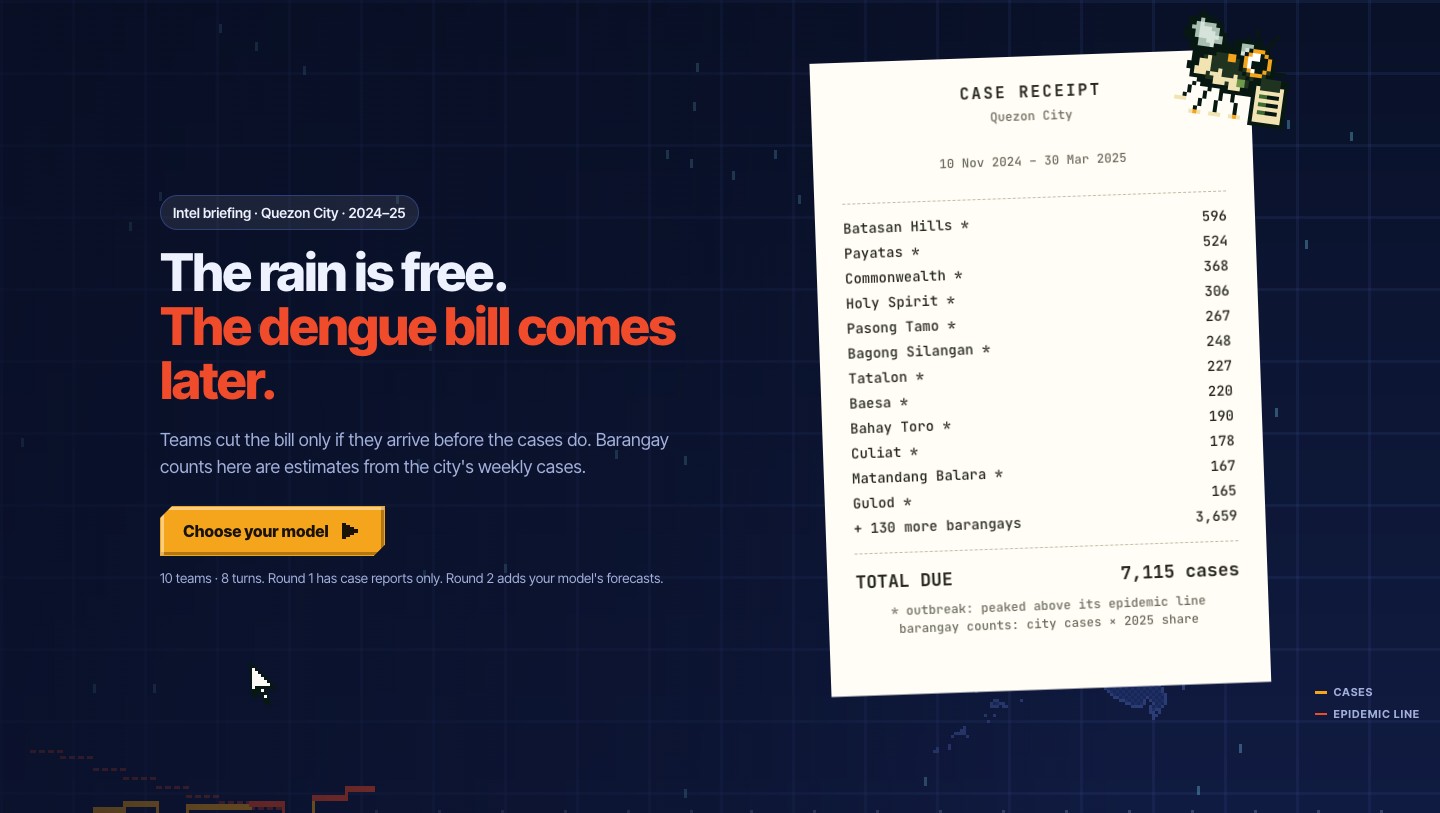 Intel briefing · Quezon City · 2024–25
The rain is free.
The dengue bill comes
later.
Teams cut the bill only if they arrive before the cases do. Barangay
counts here are estimates from the city's weekly cases.
Choose your model
10 teams · 8 turns. Round 1 has case reports only. Round 2 adds your model's forecasts.
CASE RECEIPT
Quezon City
10 Nov 2024 – 30 Mar 2025
Batasan Hills * 596
Payatas * 524
Commonwealth * 368
Holy Spirit * 306
Pasong Tamo * 267
Bagong Silangan * 248
Tatalon * 227
Baesa * 220
Bahay Toro * 190
Culiat * 178
Matandang Balara * 167
Gulod * 165
+ 130 more barangays 3,659
TOTAL DUE 7,115 cases
* outbreak: peaked above its epidemic line
barangay counts: city cases × 2025 share
CASES
EPIDEMIC LINE